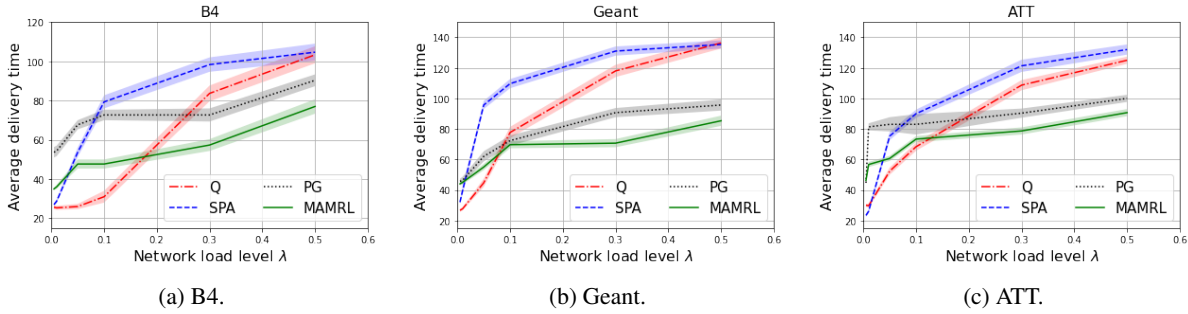 B4
Average delivery time
120
100
80
60
40
20
0.0 0.1 0.2 0.3 0.4 0.5 0.6
Network load level λ
Q PG
SPA MAMRL
(a) B4.
Geant
Average delivery time
140
120
100
80
60
40
20
0.0 0.1 0.2 0.3 0.4 0.5 0.6
Network load level λ
Q PG
SPA MAMRL
(b) Geant.
ATT
Average delivery time
140
120
100
80
60
40
20
0.0 0.1 0.2 0.3 0.4 0.5 0.6
Network load level λ
Q PG
SPA MAMRL
(c) ATT.